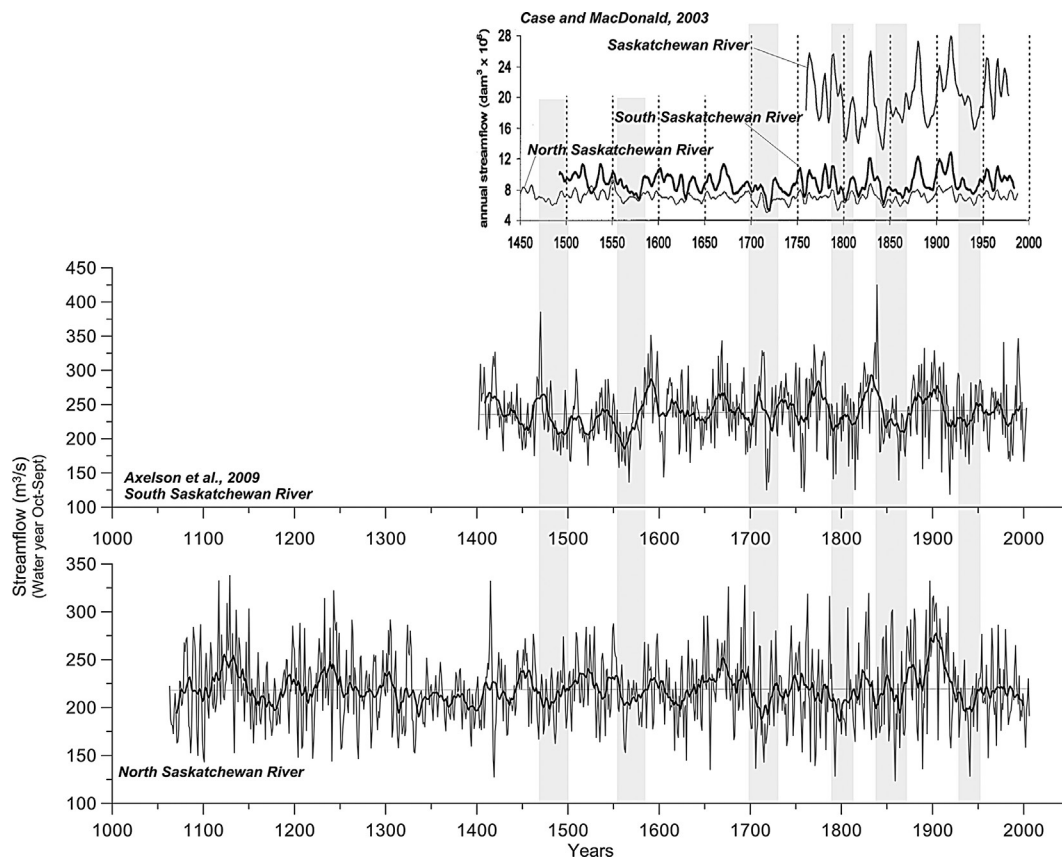 Case and MacDonald, 2003
annual streamflow (dam³ x 10⁶)
28
24
20
16
12
8
4
Saskatchewan River
South Saskatchewan River
North Saskatchewan River
1450 1500 1550 1600 1650 1700 1750 1800 1850 1900 1950 2000
Streamflow (m³/s)
(Water year Oct-Sept)
450
400
350
300
250
200
150
100
Axelson et al., 2009
South Saskatchewan River
1000 1100 1200 1300 1400 1500 1600 1700 1800 1900 2000
350
300
250
200
150
100
North Saskatchewan River
1000 1100 1200 1300 1400 1500 1600 1700 1800 1900 2000
Years